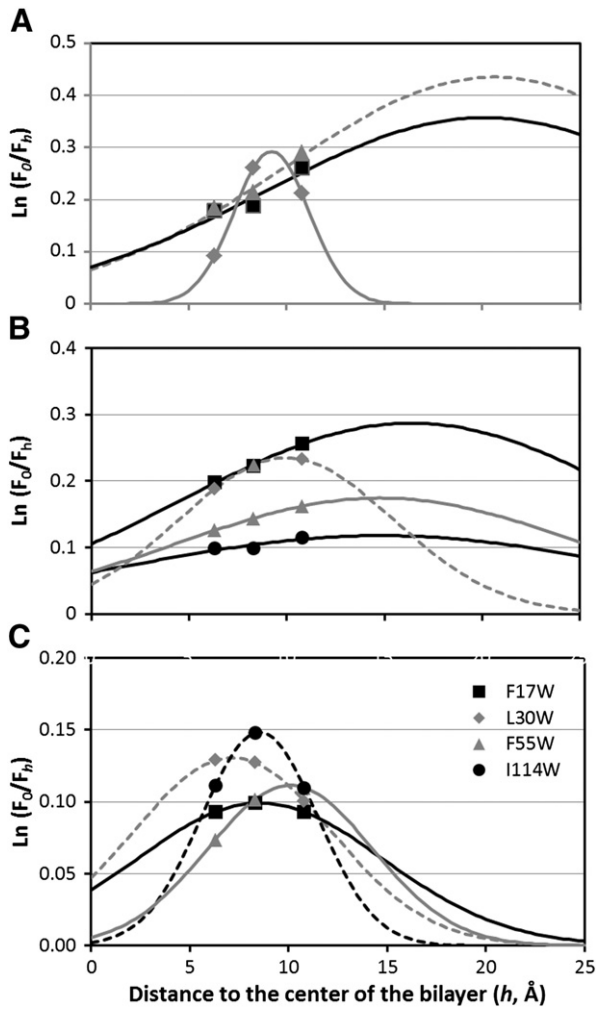 A
0.5
0.4
0.3
0.2
0.1
0
Ln (F0/Fh)
B
0.4
0.3
0.2
0.1
0
Ln (F0/Fh)
C
0.20
0.15
0.10
0.05
0.00
Ln (F0/Fh)
F17W
L30W
F55W
I114W
0 5 10 15 20 25
Distance to the center of the bilayer (h, Å)